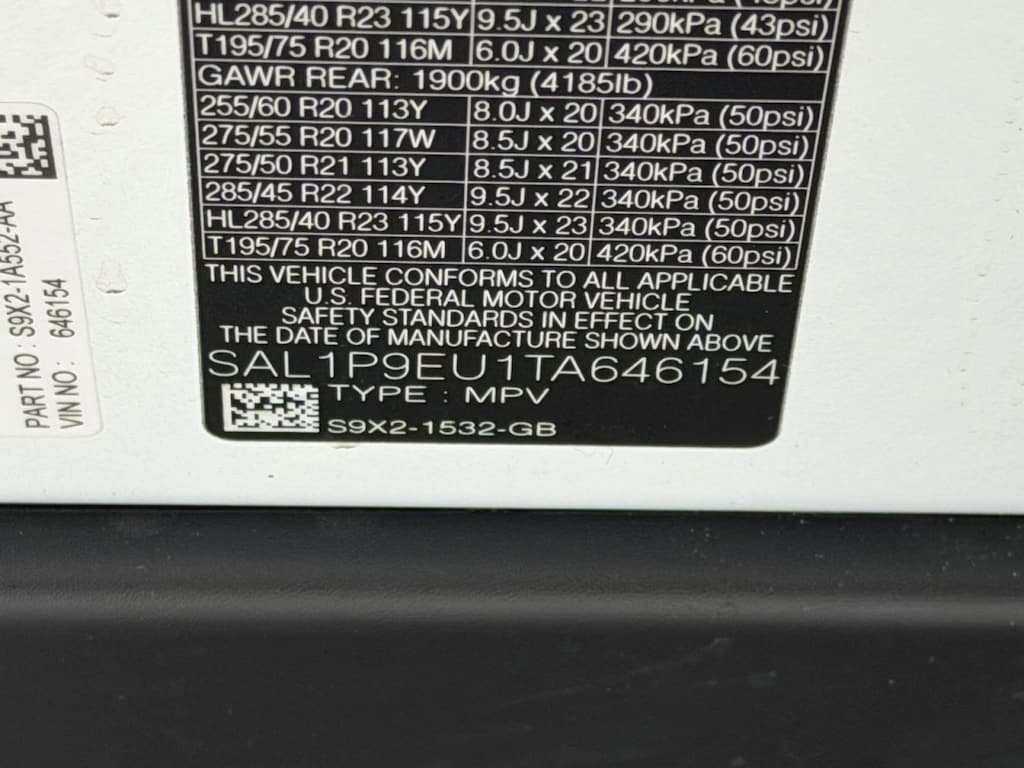 HL285/40 R23 115Y 9.5J x 23 290kPa (43psi)
T195/75 R20 116M 6.0J x 20 420kPa (60psi)
GAWR REAR: 1900kg (4185lb)
255/60 R20 113Y 8.0J x 20 340kPa (50psi)
275/55 R20 117W 8.5J x 20 340kPa (50psi)
275/50 R21 113Y 8.5J x 21 340kPa (50psi)
285/45 R22 114Y 9.5J x 22 340kPa (50psi)
HL285/40 R23 115Y 9.5J x 23 340kPa (50psi)
T195/75 R20 116M 6.0J x 20 420kPa (60psi)
THIS VEHICLE CONFORMS TO ALL APPLICABLE
U.S. FEDERAL MOTOR VEHICLE
SAFETY STANDARDS IN EFFECT ON
THE DATE OF MANUFACTURE SHOWN ABOVE
SAL1P9EU1TA646154
TYPE : MPV
S9X2-1532-GB
PART NO : S9X2-1A552-AA
VIN NO : 646154